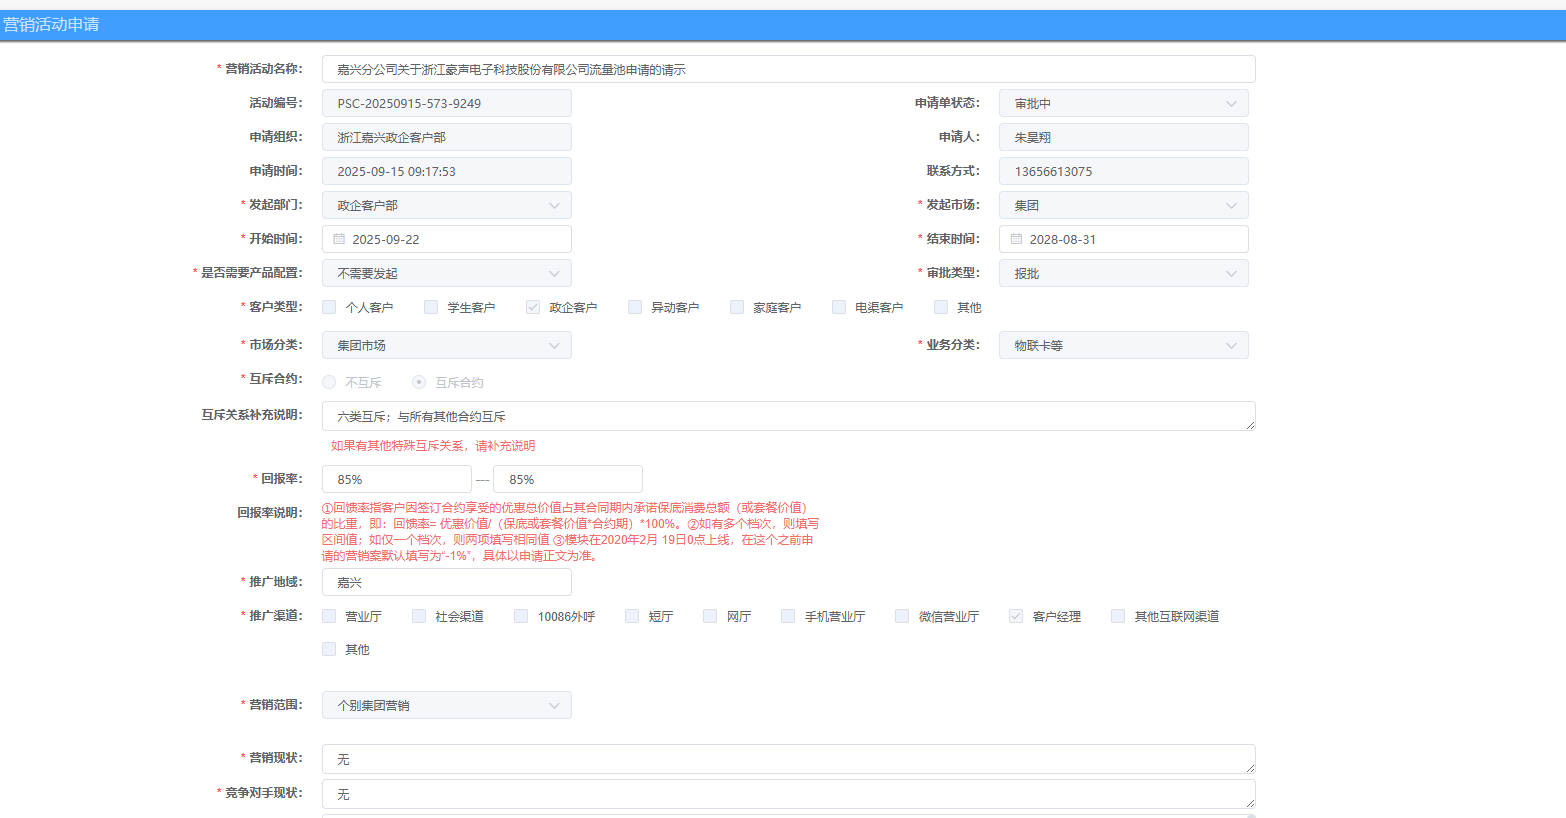 营销活动申请
* 营销活动名称: 嘉兴分公司关于浙江豪声电子科技股份有限公司流量池申请的请示
活动编号: PSC-20250915-573-9249 申请单状态: 审批中
申请组织: 浙江嘉兴政企客户部 申请人: 朱昊翔
申请时间: 2025-09-15 09:17:53 联系方式: 13656613075
* 发起部门: 政企客户部 * 发起市场: 集团
* 开始时间: 2025-09-22 * 结束时间: 2028-08-31
* 是否需要产品配置: 不需要发起 * 审批类型: 报批
* 客户类型: 个人客户 学生客户 政企客户 异动客户 家庭客户 电渠客户 其他
* 市场分类: 集团市场 * 业务分类: 物联卡等
* 互斥合约: 不互斥 互斥合约
互斥关系补充说明: 六类互斥；与所有其他合约互斥
如果有其他特殊互斥关系，请补充说明
* 回报率: 85% --- 85%
回报率说明: ①回馈率指客户因签订合约享受的优惠总价值占其合同期内承诺保底消费总额（或套餐价值）
的比重，即：回馈率= 优惠价值/（保底或套餐价值*合约期）*100%。②如有多个档次，则填写
区间值；如仅一个档次，则两项填写相同值 ③模块在2020年2月 19日0点上线，在这个之前申
请的营销案默认填写为“-1%”，具体以申请正文为准。
* 推广地域: 嘉兴
* 推广渠道: 营业厅 社会渠道 10086外呼 短厅 网厅 手机营业厅 微信营业厅 客户经理 其他互联网渠道
其他
* 营销范围: 个别集团营销
* 营销现状: 无
* 竞争对手现状: 无